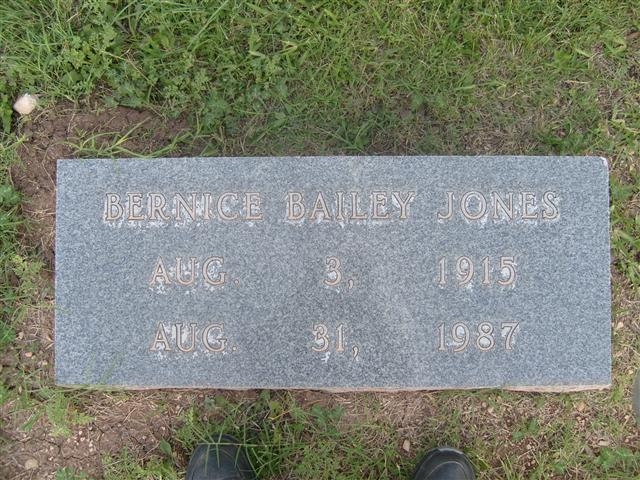 BERNICE BAILEY JONES
AUG. 3, 1915
AUG. 31, 1987